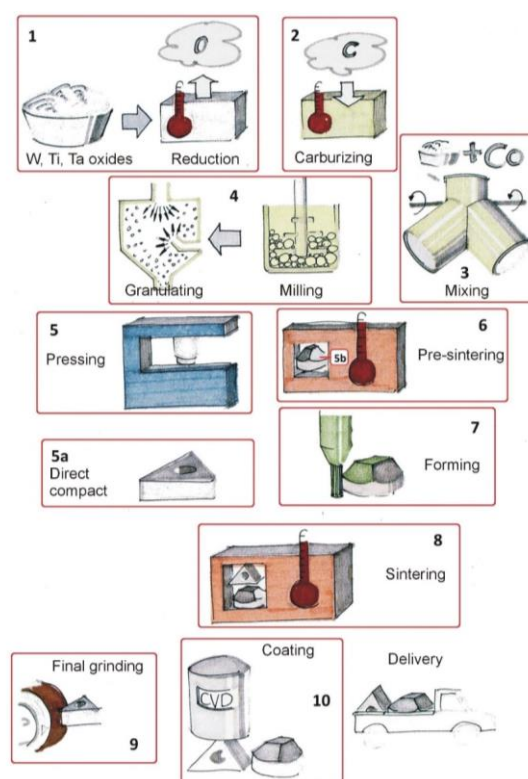 1
O
W, Ti, Ta oxides
Reduction
2
C
Carburizing
+ Co
3
Mixing
4
Granulating
Milling
5
Pressing
6
5b
Pre-sintering
5a
Direct
compact
7
Forming
8
Sintering
Final grinding
9
Coating
CVD
10
Delivery